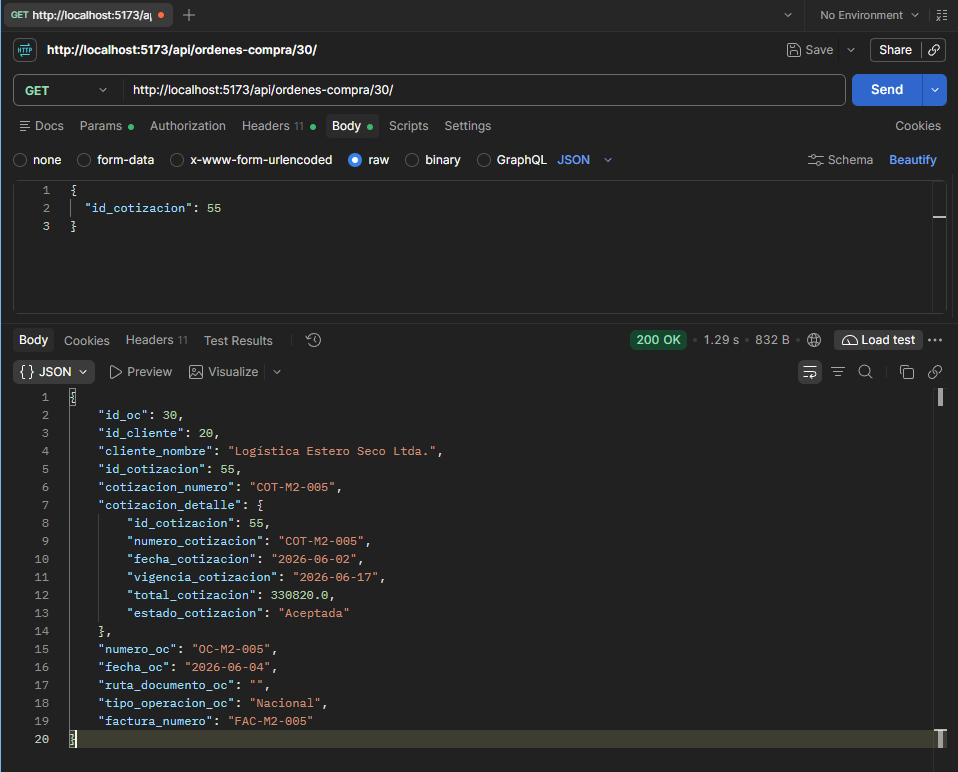 GET http://localhost:5173/a
No Environment
HTTP http://localhost:5173/api/ordenes-compra/30/ Save Share
GET http://localhost:5173/api/ordenes-compra/30/ Send
Docs Params Authorization Headers 11 Body Scripts Settings Cookies
none form-data x-www-form-urlencoded raw binary GraphQL JSON Schema Beautify
1 {
2 "id_cotizacion": 55
3 }
Body Cookies Headers 11 Test Results 200 OK • 1.29 s • 832 B • Load test
{} JSON Preview Visualize
1 {
2 "id_oc": 30,
3 "id_cliente": 20,
4 "cliente_nombre": "Logística Estero Seco Ltda.",
5 "id_cotizacion": 55,
6 "cotizacion_numero": "COT-M2-005",
7 "cotizacion_detalle": {
8 "id_cotizacion": 55,
9 "numero_cotizacion": "COT-M2-005",
10 "fecha_cotizacion": "2026-06-02",
11 "vigencia_cotizacion": "2026-06-17",
12 "total_cotizacion": 330820.0,
13 "estado_cotizacion": "Aceptada"
14 },
15 "numero_oc": "OC-M2-005",
16 "fecha_oc": "2026-06-04",
17 "ruta_documento_oc": "",
18 "tipo_operacion_oc": "Nacional",
19 "factura_numero": "FAC-M2-005"
20 }